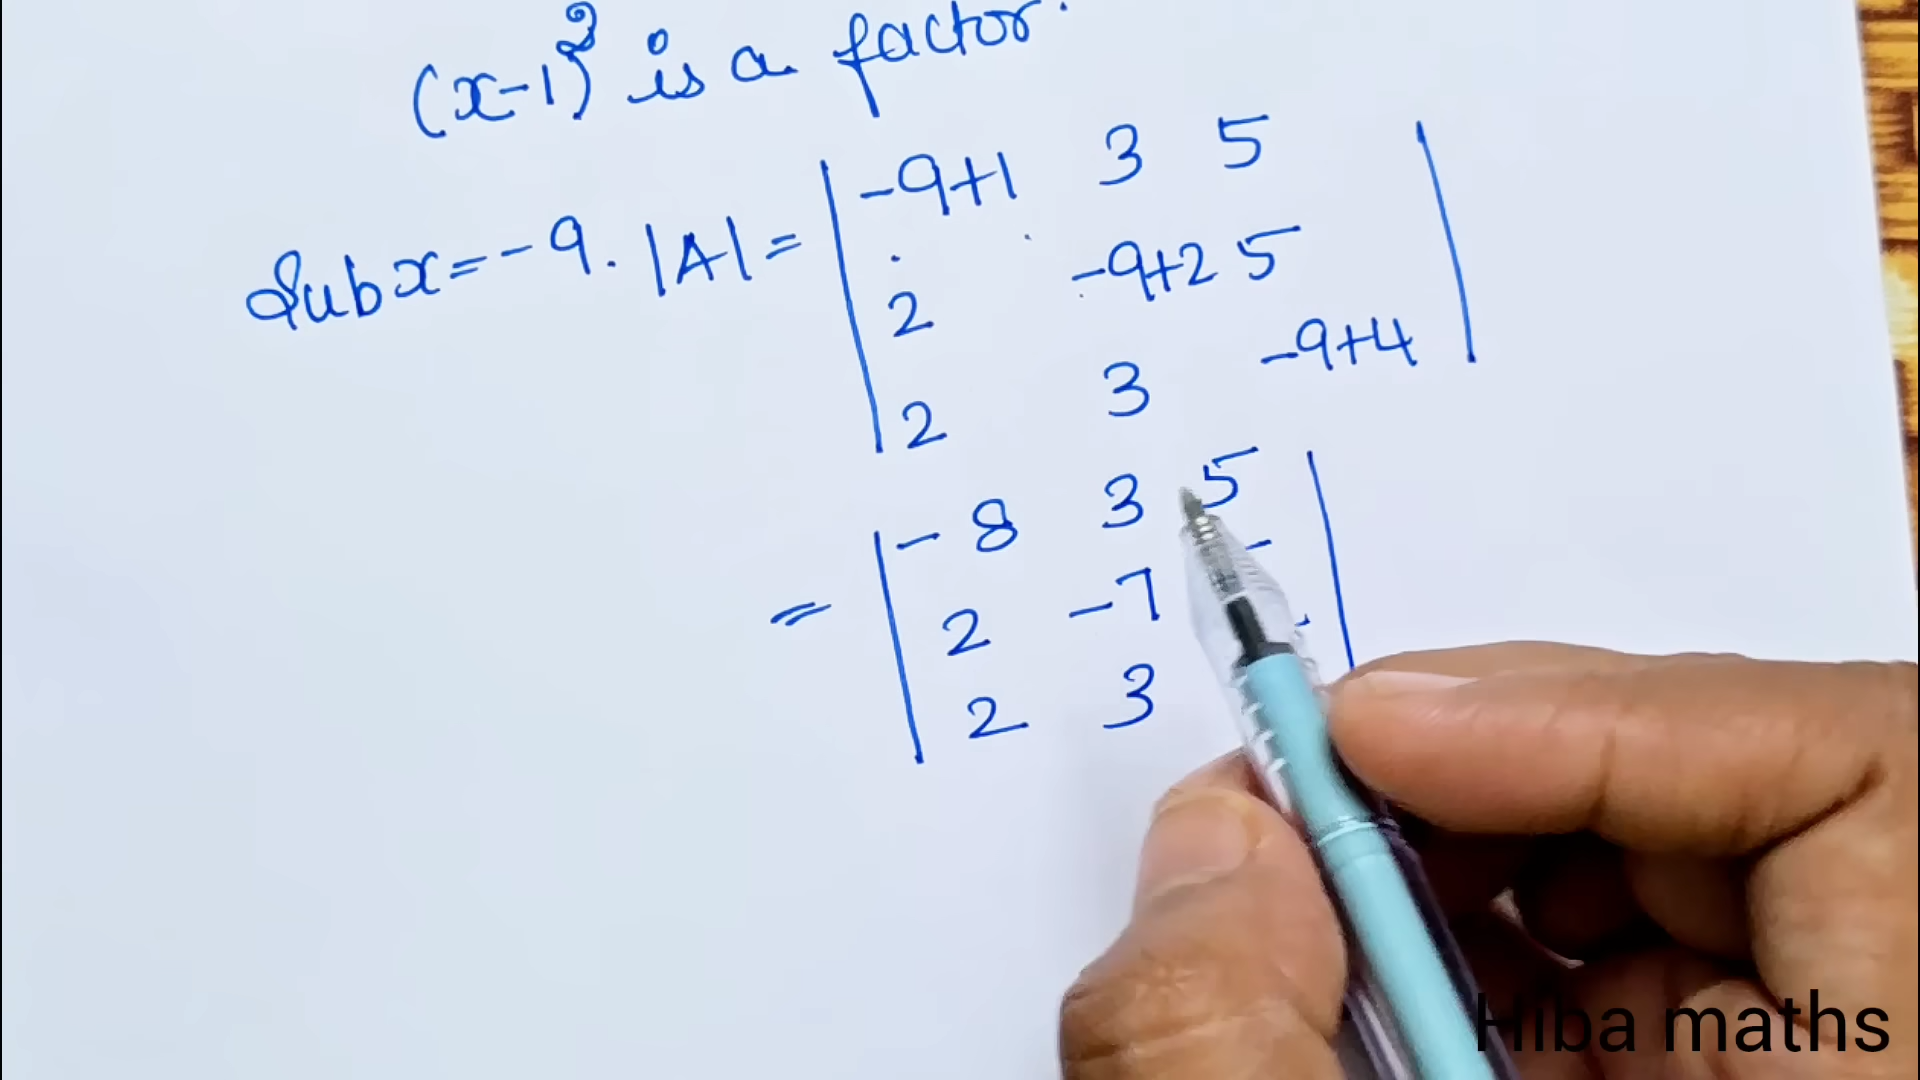 (x-1)² is a factor.
Sub x = -9. |A| = | -9+1 3 5 |
2 -9+2 5
2 3 -9+4
= | -8 3 5 |
2 -7
2 3
Hiba maths